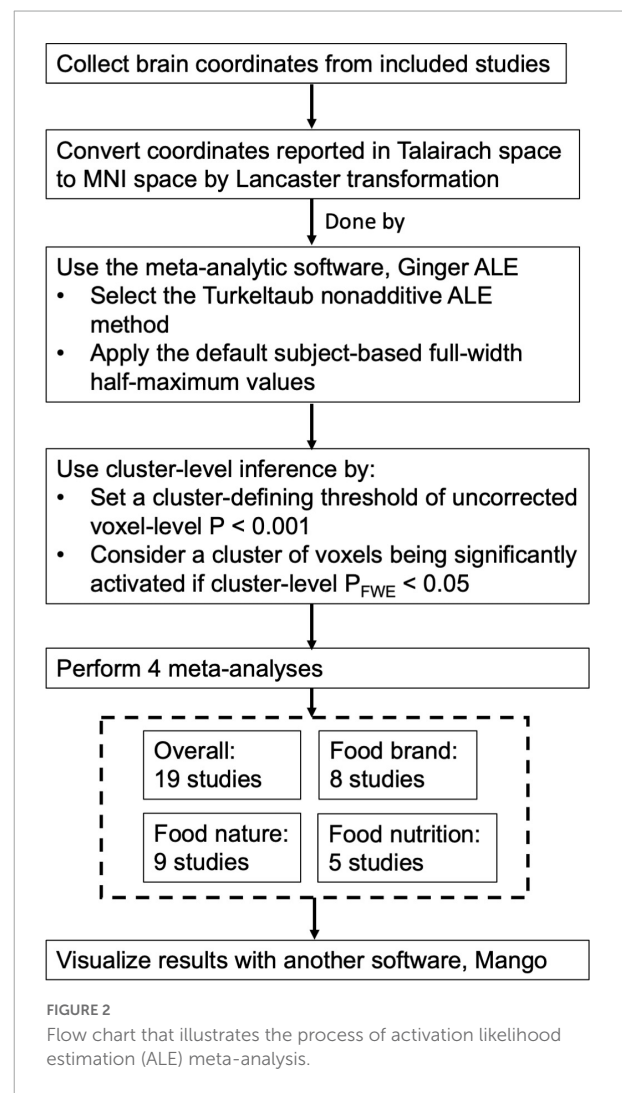 Collect brain coordinates from included studies
Convert coordinates reported in Talairach space
to MNI space by Lancaster transformation
Done by
Use the meta-analytic software, Ginger ALE
• Select the Turkeltaub nonadditive ALE
method
• Apply the default subject-based full-width
half-maximum values
Use cluster-level inference by:
• Set a cluster-defining threshold of uncorrected
voxel-level P < 0.001
• Consider a cluster of voxels being significantly
activated if cluster-level PFWE < 0.05
Perform 4 meta-analyses
Overall:
19 studies
Food brand:
8 studies
Food nature:
9 studies
Food nutrition:
5 studies
Visualize results with another software, Mango
FIGURE 2
Flow chart that illustrates the process of activation likelihood
estimation (ALE) meta-analysis.